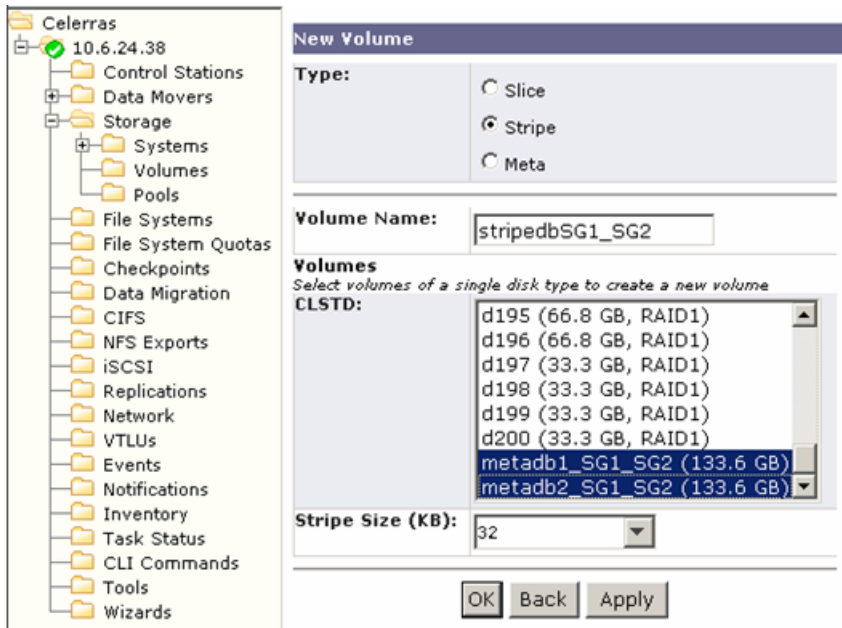 Celerras
10.6.24.38
Control Stations
Data Movers
Storage
Systems
Volumes
Pools
File Systems
File System Quotas
Checkpoints
Data Migration
CIFS
NFS Exports
iSCSI
Replications
Network
VTLUs
Events
Notifications
Inventory
Task Status
CLI Commands
Tools
Wizards
New Volume
Type:
Slice
Stripe
Meta
Volume Name:
stripedbSG1_SG2
Volumes
Select volumes of a single disk type to create a new volume
CLSTD:
d195 (66.8 GB, RAID1)
d196 (66.8 GB, RAID1)
d197 (33.3 GB, RAID1)
d198 (33.3 GB, RAID1)
d199 (33.3 GB, RAID1)
d200 (33.3 GB, RAID1)
metadb1_SG1_SG2 (133.6 GB)
metadb2_SG1_SG2 (133.6 GB)
Stripe Size (KB):
32
OK Back Apply